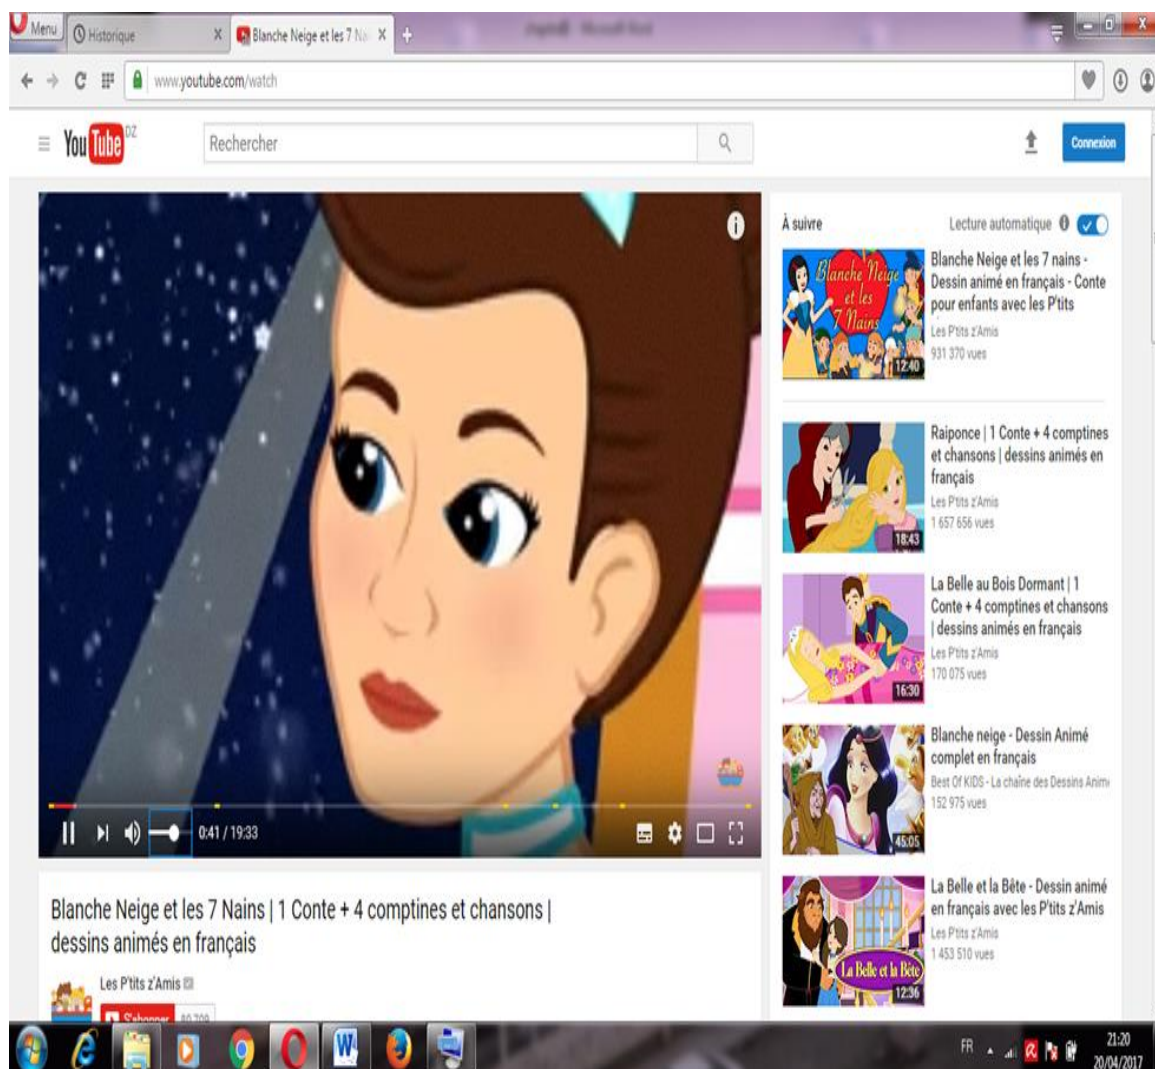 Menu
Historique
Blanche Neige et les 7 Na
www.youtube.com/watch
YouTube DZ
Rechercher
Connexion
À suivre
Lecture automatique
Blanche Neige
et les
7 Nains
12:40
Blanche Neige et les 7 nains -
Dessin animé en français - Conte
pour enfants avec les P'tits
Les P'tits z'Amis
931 370 vues
18:43
Raiponce | 1 Conte + 4 comptines
et chansons | dessins animés en
français
Les P'tits z'Amis
1 657 656 vues
16:30
La Belle au Bois Dormant | 1
Conte + 4 comptines et chansons
| dessins animés en français
Les P'tits z'Amis
170 075 vues
45:05
Blanche neige - Dessin Animé
complet en français
Best Of KIDS - La chaîne des Dessins Anim
152 975 vues
La Belle et la Bête
12:36
La Belle et la Bête - Dessin animé
en français avec les P'tits z'Amis
Les P'tits z'Amis
1 453 510 vues
0:41 / 19:33
Blanche Neige et les 7 Nains | 1 Conte + 4 comptines et chansons |
dessins animés en français
Les P'tits z'Amis
S'abonner 80 709
FR
21:20
20/04/2017